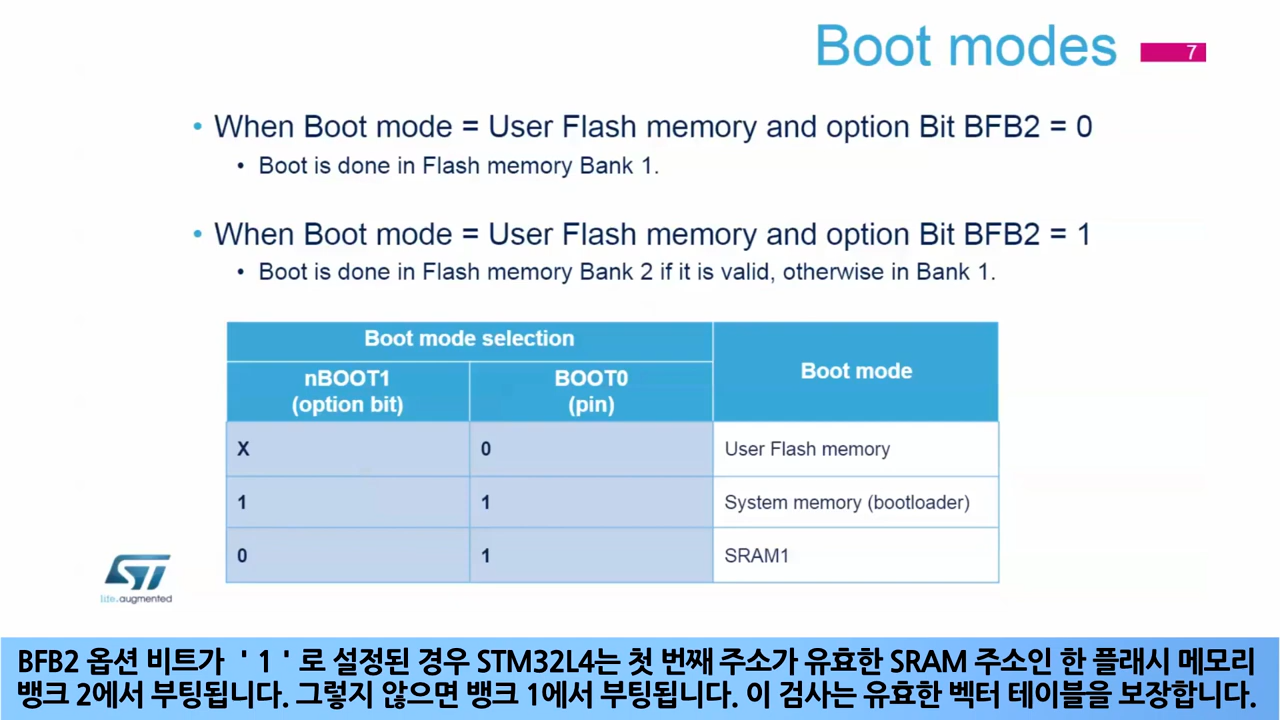 Boot modes
7
• When Boot mode = User Flash memory and option Bit BFB2 = 0
• Boot is done in Flash memory Bank 1.
• When Boot mode = User Flash memory and option Bit BFB2 = 1
• Boot is done in Flash memory Bank 2 if it is valid, otherwise in Bank 1.
Boot mode selection
Boot mode
nBOOT1
(option bit)
BOOT0
(pin)
X 0 User Flash memory
1 1 System memory (bootloader)
0 1 SRAM1
ST
life.augmented
BFB2 옵션 비트가 '1'로 설정된 경우 STM32L4는 첫 번째 주소가 유효한 SRAM 주소인 한 플래시 메모리
뱅크 2에서 부팅됩니다. 그렇지 않으면 뱅크 1에서 부팅됩니다. 이 검사는 유효한 벡터 테이블을 보장합니다.